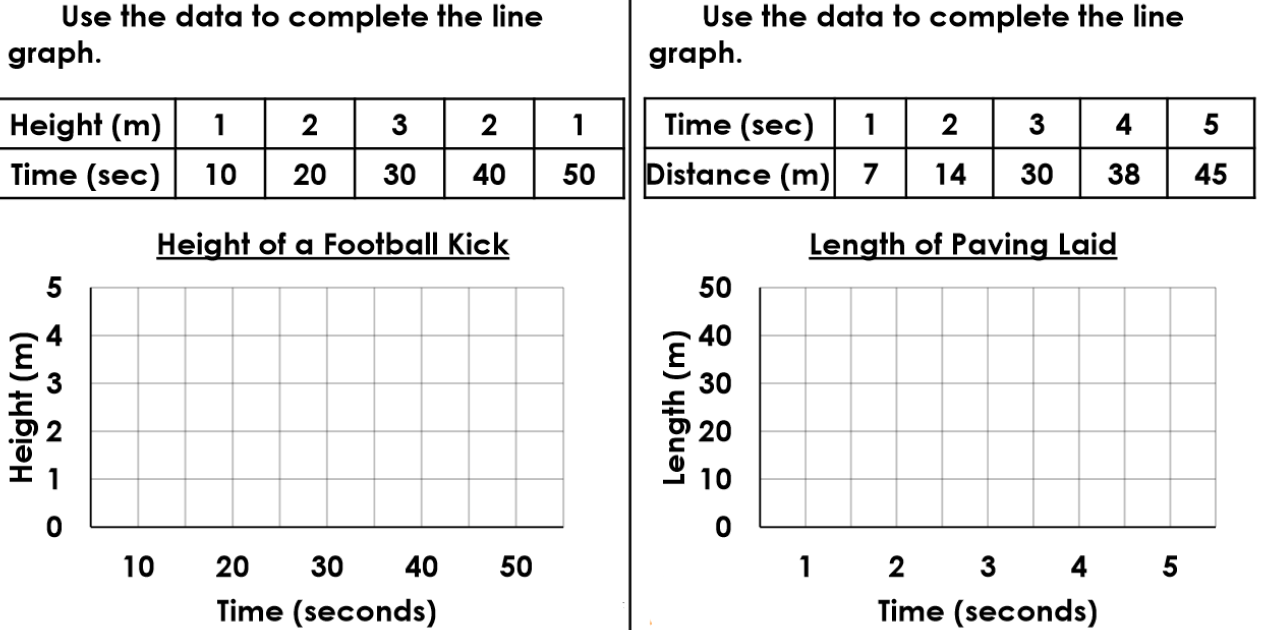 Use the data to complete the line
graph.
Height (m) 1 2 3 2 1
Time (sec) 10 20 30 40 50
Height of a Football Kick
5
4
3
2
1
0
Height (m)
10 20 30 40 50
Time (seconds)
Use the data to complete the line
graph.
Time (sec) 1 2 3 4 5
Distance (m) 7 14 30 38 45
Length of Paving Laid
50
40
30
20
10
0
Length (m)
1 2 3 4 5
Time (seconds)